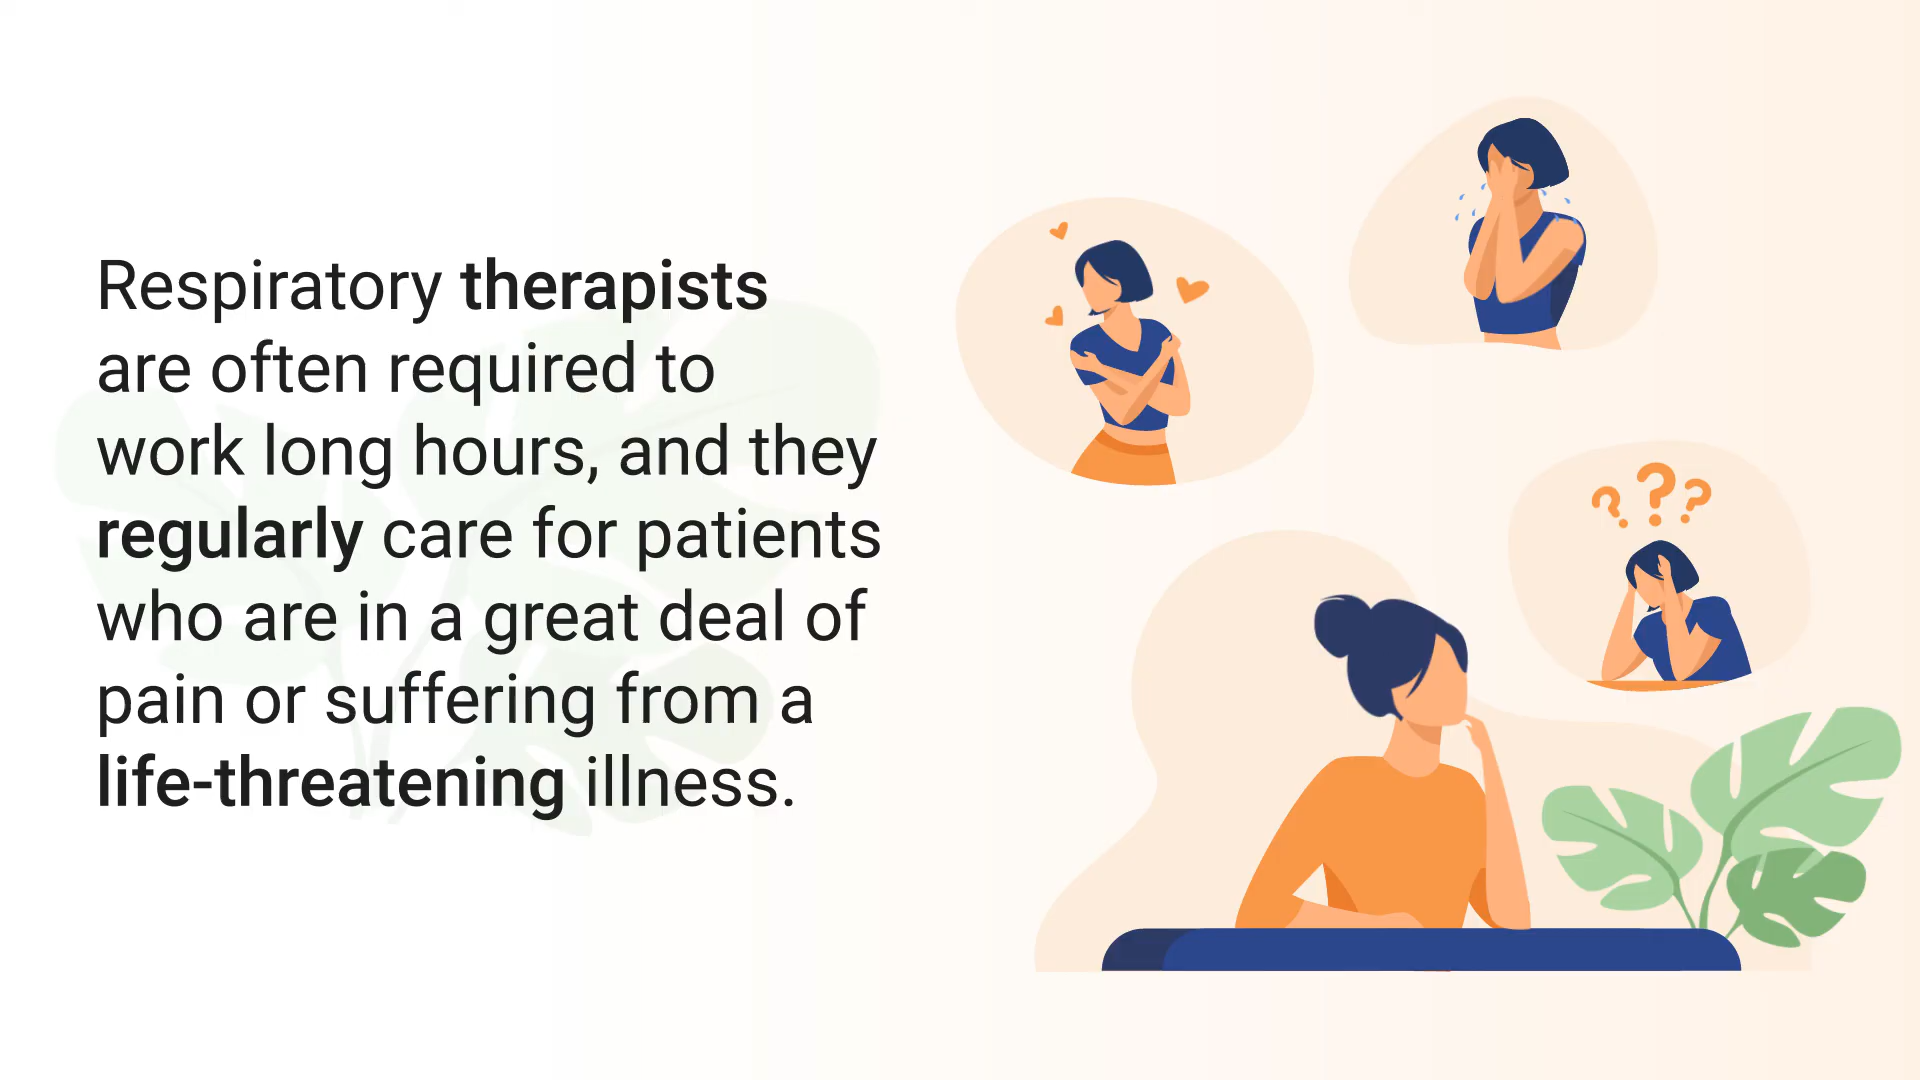 Respiratory therapists
are often required to
work long hours, and they
regularly care for patients
who are in a great deal of
pain or suffering from a
life-threatening illness.
???